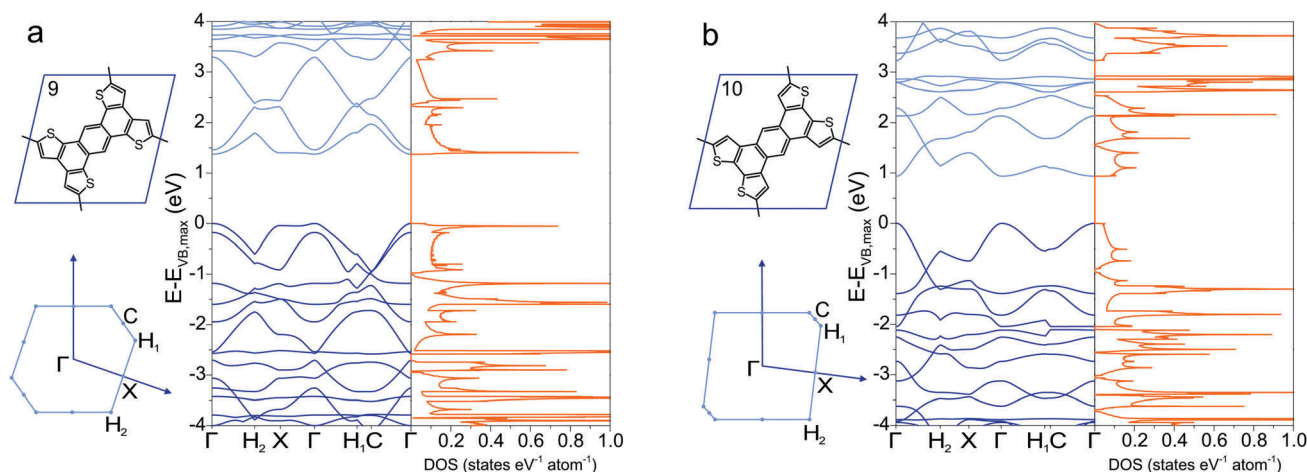 a
9
S
S
S
S
C
H₁
Γ
X
H₂
E-E_VB,max (eV)
4
3
2
1
0
-1
-2
-3
-4
Γ H₂ X Γ H₁ C Γ
0.2 0.4 0.6 0.8 1.0
DOS (states eV⁻¹ atom⁻¹)
b
10
S
S
S
S
C
H₁
Γ
X
H₂
E-E_VB,max (eV)
4
3
2
1
0
-1
-2
-3
-4
Γ H₂ X Γ H₁ C Γ
0.2 0.4 0.6 0.8 1.0
DOS (states eV⁻¹ atom⁻¹)